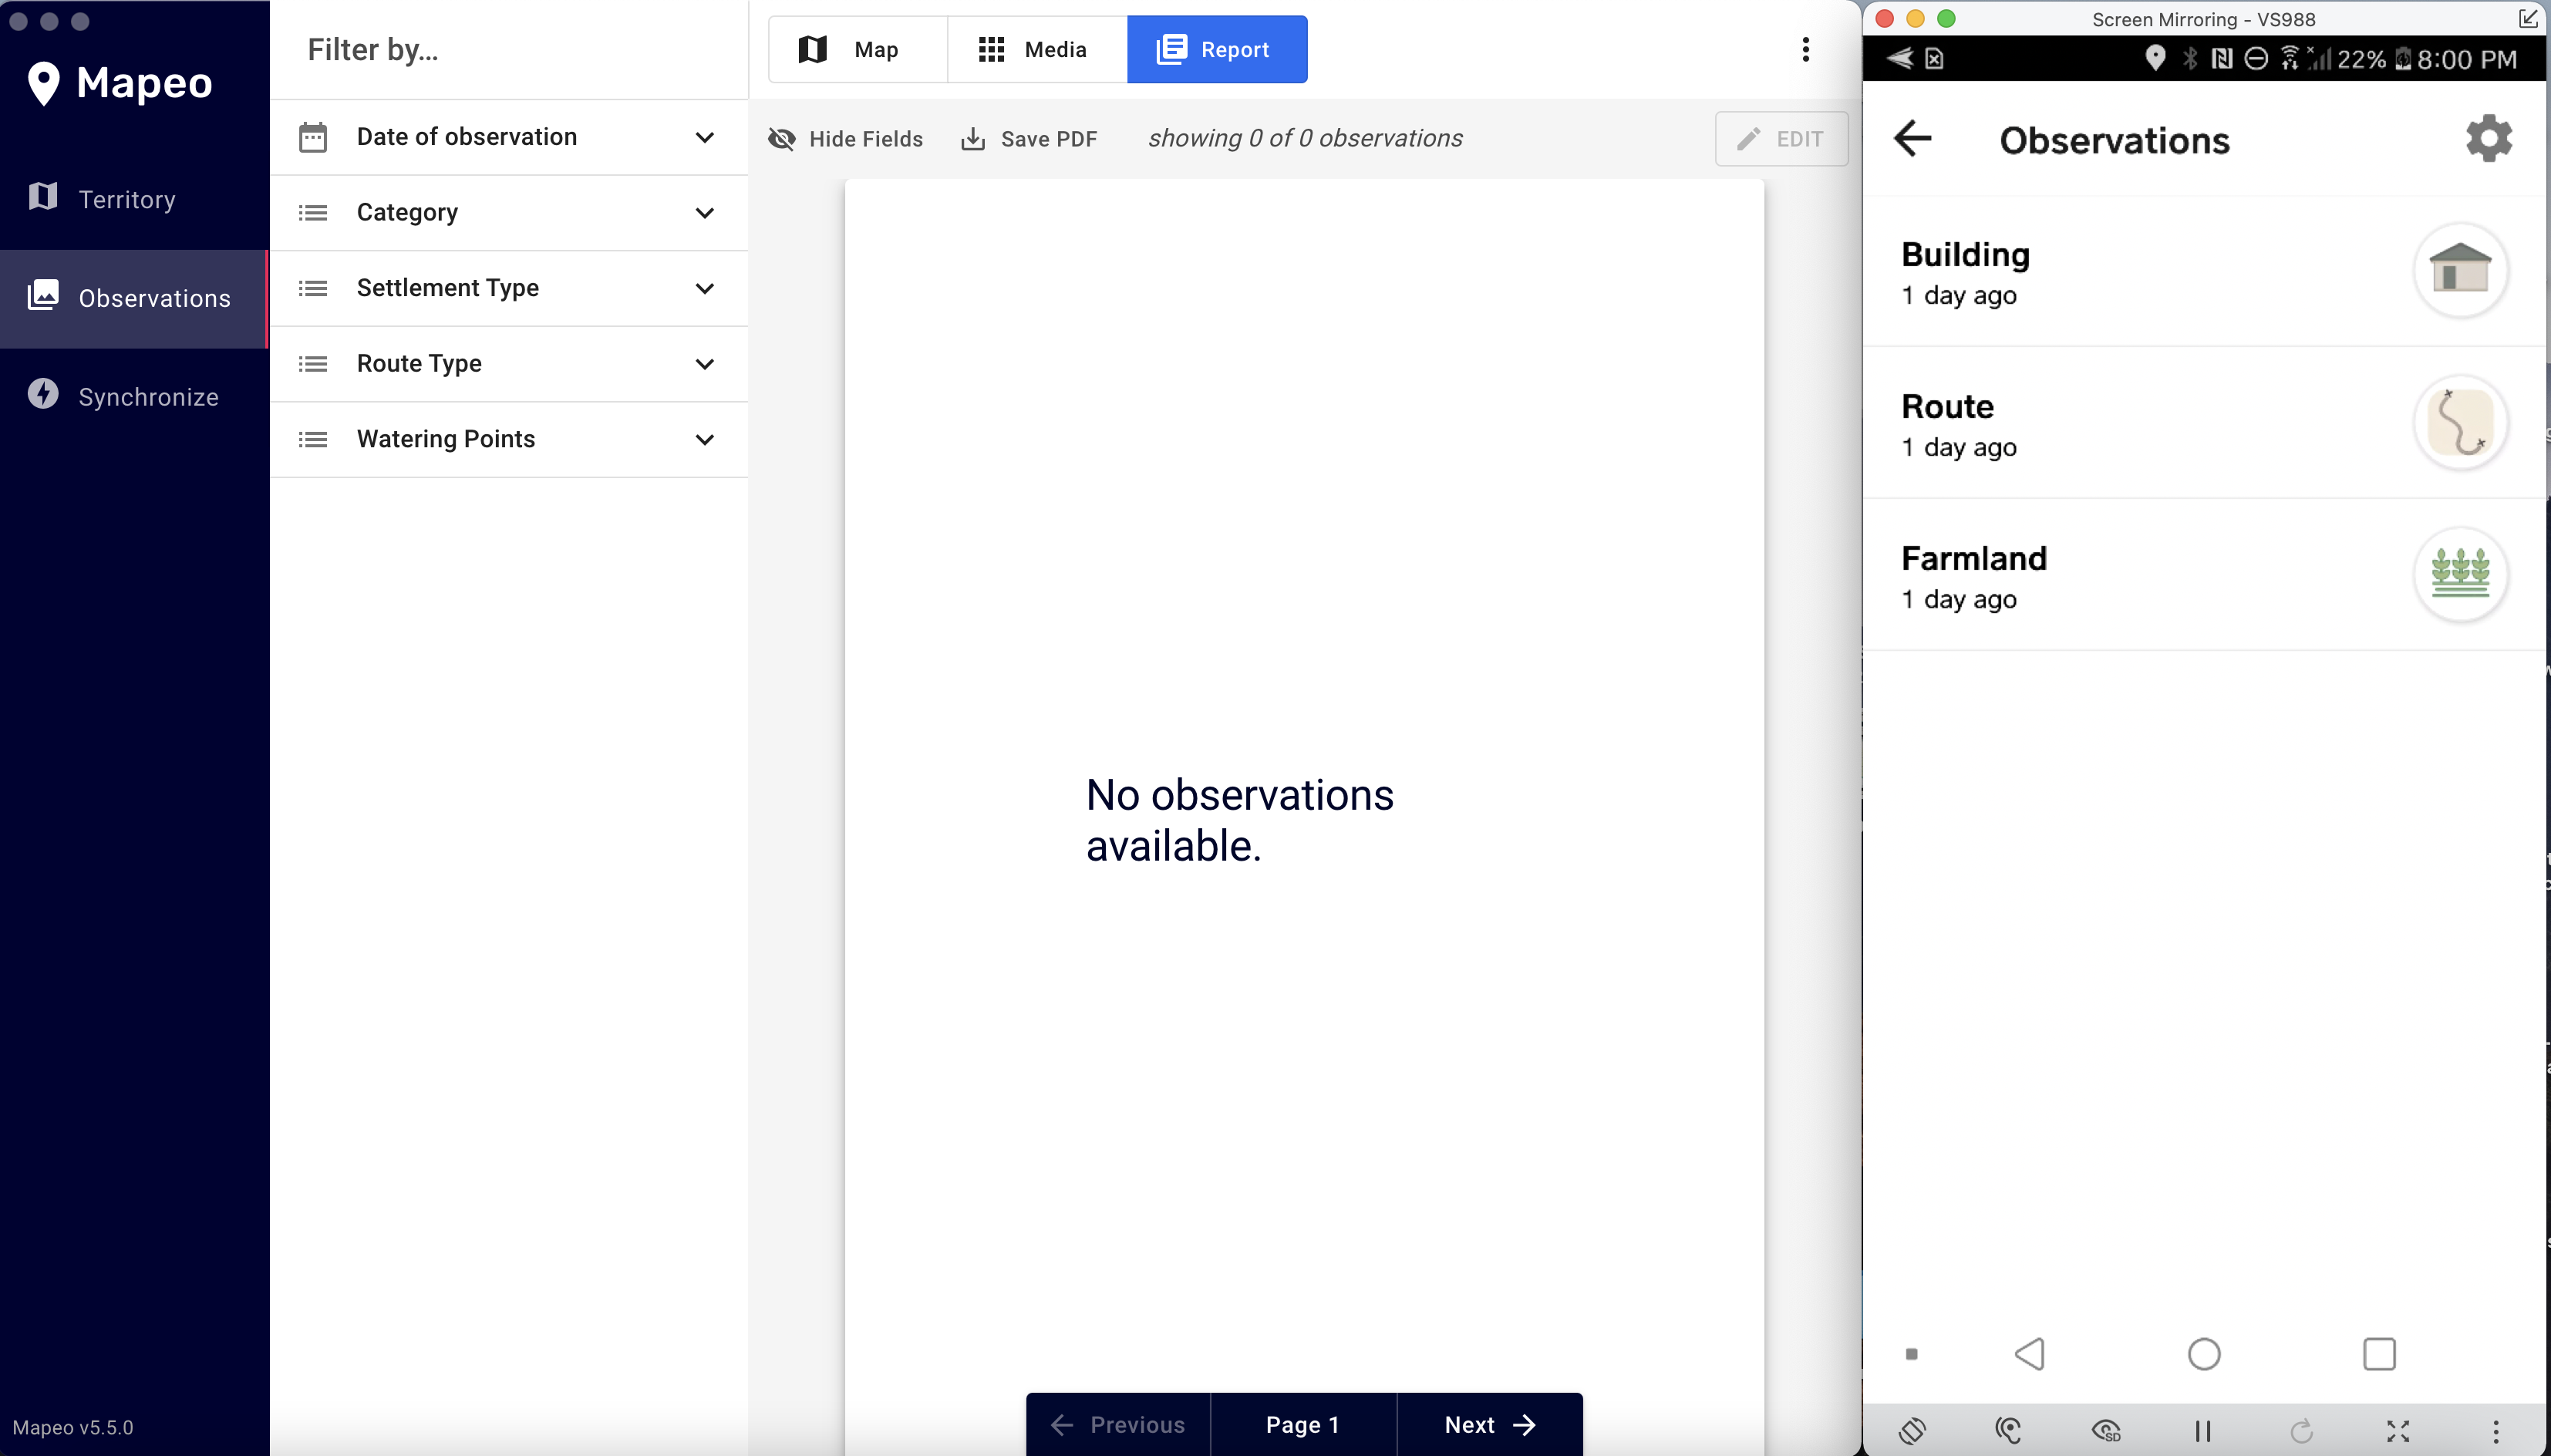 Mapeo
Territory
Observations
Synchronize
Mapeo v5.5.0
Filter by...
Date of observation
Category
Settlement Type
Route Type
Watering Points
Map
Media
Report
Hide Fields
Save PDF
showing 0 of 0 observations
EDIT
No observations
available.
Previous
Page 1
Next
Screen Mirroring - VS988
22%
8:00 PM
Observations
Building
1 day ago
Route
1 day ago
Farmland
1 day ago
SD